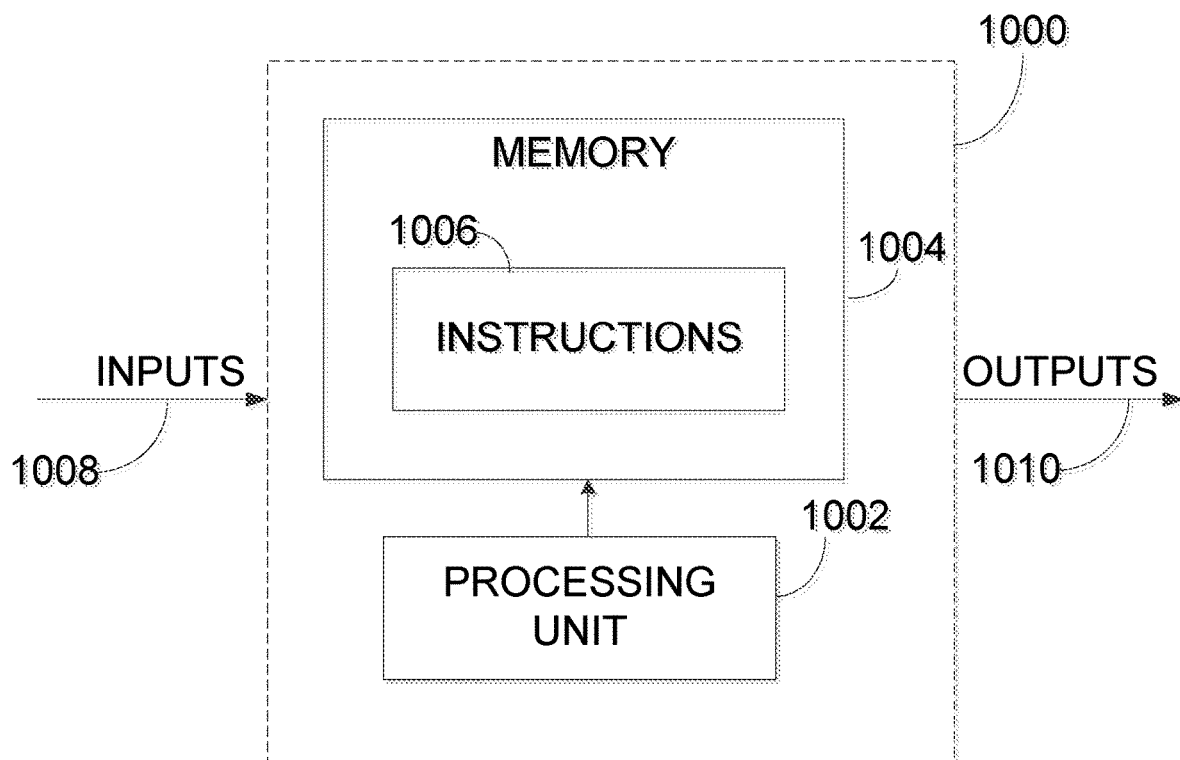 1000
MEMORY
1006
1004
INSTRUCTIONS
INPUTS
OUTPUTS
1008
1010
1002
PROCESSING
UNIT